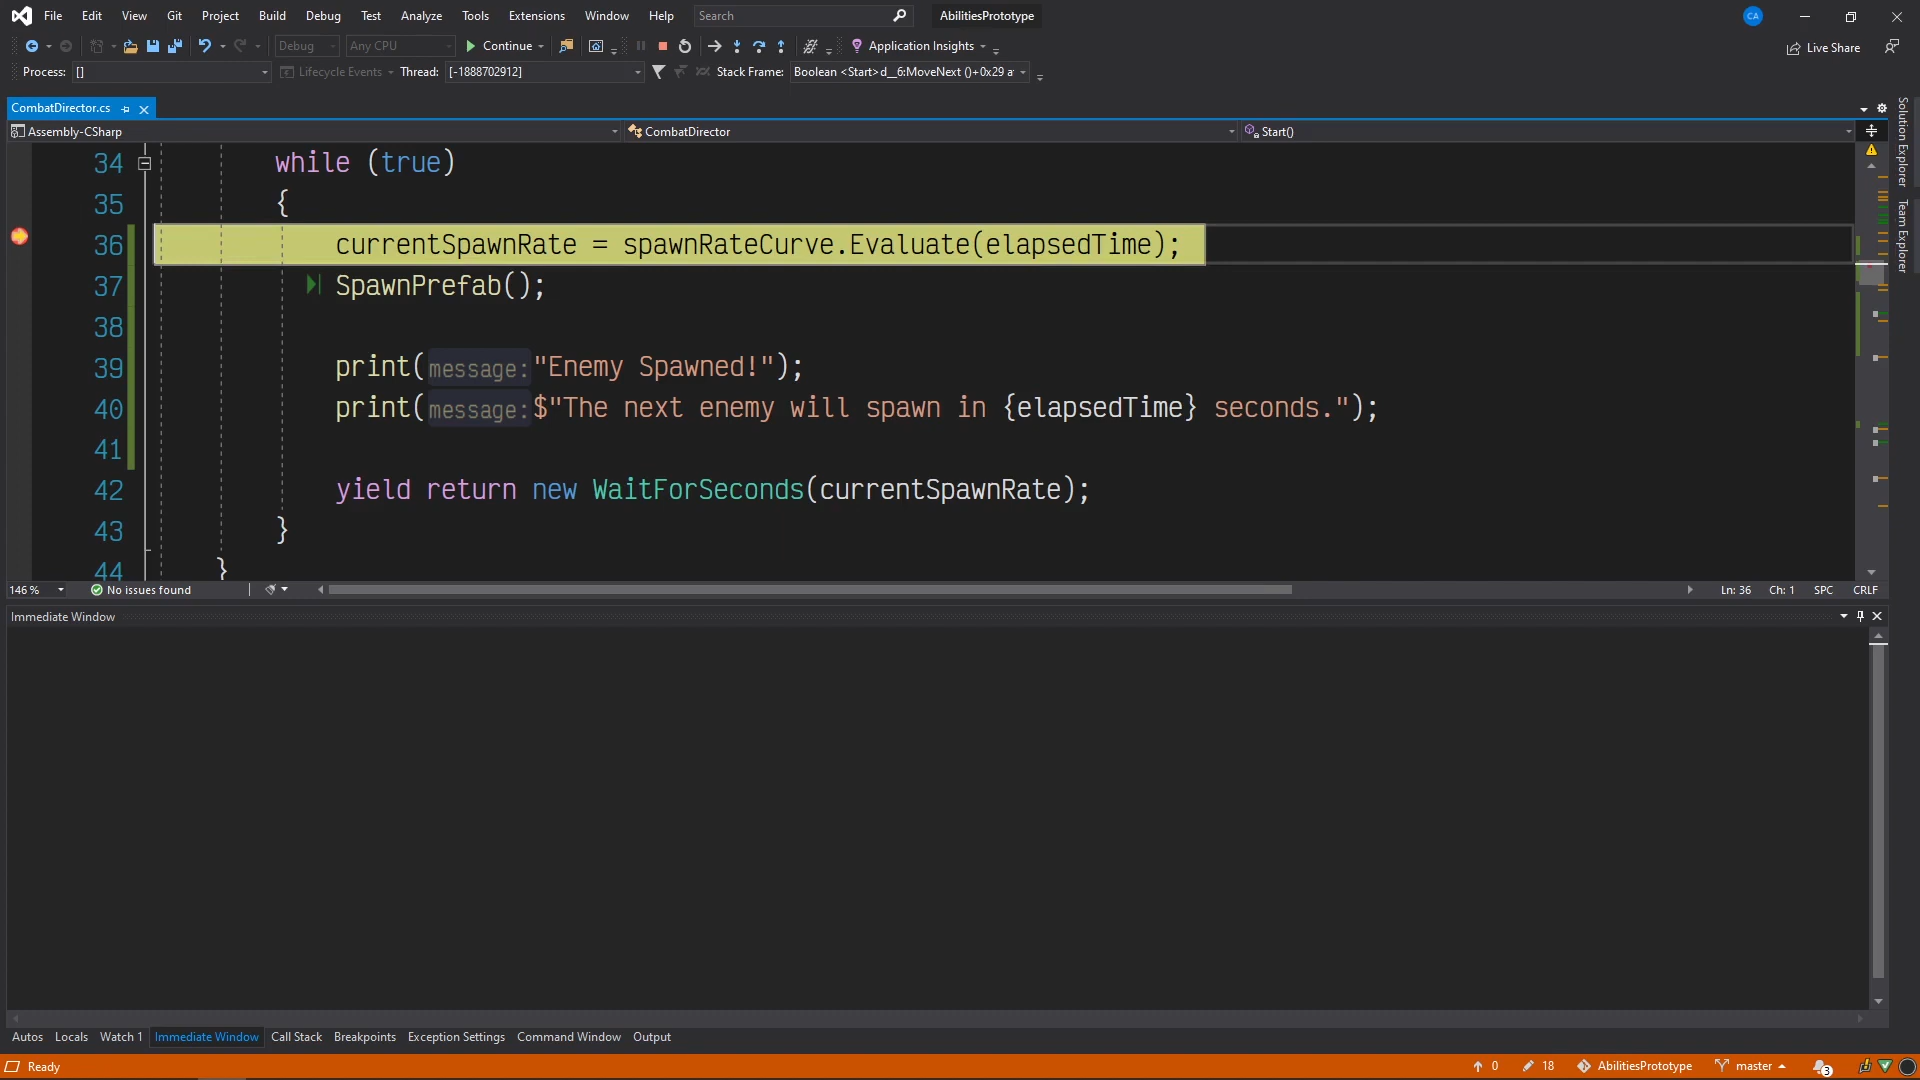 File Edit View Git Project Build Debug Test Analyze Tools Extensions Window Help Search AbilitiesPrototype CA
Debug Any CPU Continue Application Insights Live Share
Process: [] Lifecycle Events Thread: [-1888702912] Stack Frame: Boolean <Start>d__6:MoveNext ()+0x29 a
CombatDirector.cs
Assembly-CSharp CombatDirector Start()
34 while (true)
35 {
36 currentSpawnRate = spawnRateCurve.Evaluate(elapsedTime);
37 SpawnPrefab();
38
39 print(message:"Enemy Spawned!");
40 print(message:$"The next enemy will spawn in {elapsedTime} seconds.");
41
42 yield return new WaitForSeconds(currentSpawnRate);
43 }
44 }
146 % No issues found Ln: 36 Ch: 1 SPC CRLF
Immediate Window
Autos Locals Watch 1 Immediate Window Call Stack Breakpoints Exception Settings Command Window Output
Ready 0 18 AbilitiesPrototype master 3
Solution Explorer
Team Explorer